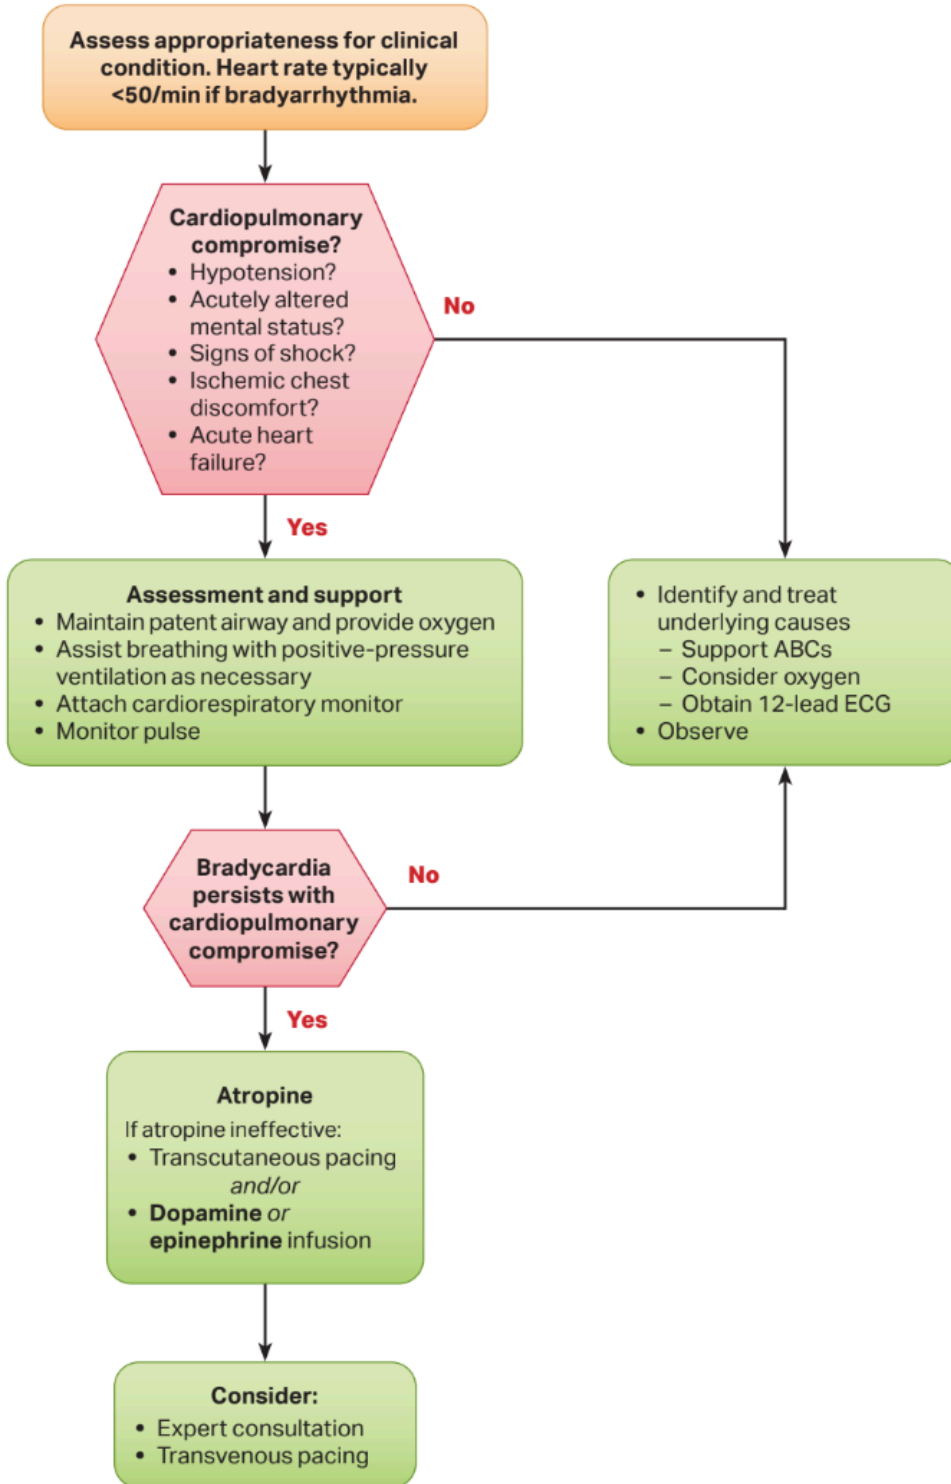 Assess appropriateness for clinical
condition. Heart rate typically
<50/min if bradyarrhythmia.
Cardiopulmonary
compromise?
• Hypotension?
• Acutely altered
mental status?
• Signs of shock?
• Ischemic chest
discomfort?
• Acute heart
failure?
No
Yes
Assessment and support
• Maintain patent airway and provide oxygen
• Assist breathing with positive-pressure
ventilation as necessary
• Attach cardiorespiratory monitor
• Monitor pulse
• Identify and treat
underlying causes
– Support ABCs
– Consider oxygen
– Obtain 12-lead ECG
• Observe
Bradycardia
persists with
cardiopulmonary
compromise?
No
Yes
Atropine
If atropine ineffective:
• Transcutaneous pacing
and/or
• Dopamine or
epinephrine infusion
Consider:
• Expert consultation
• Transvenous pacing